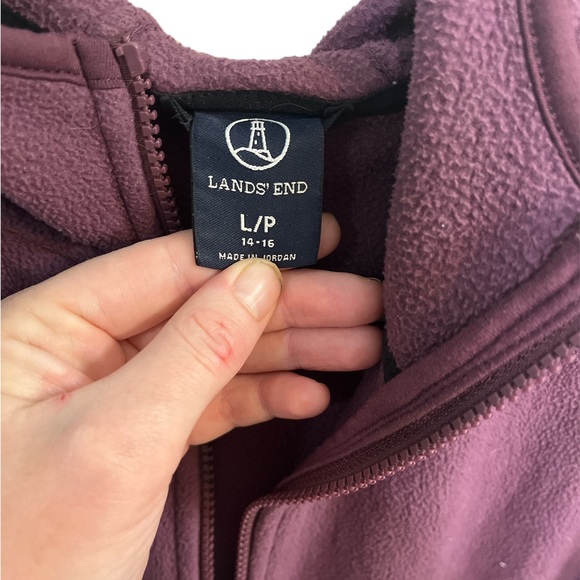 LANDS' END
L/P
14-16
MADE IN JORDAN